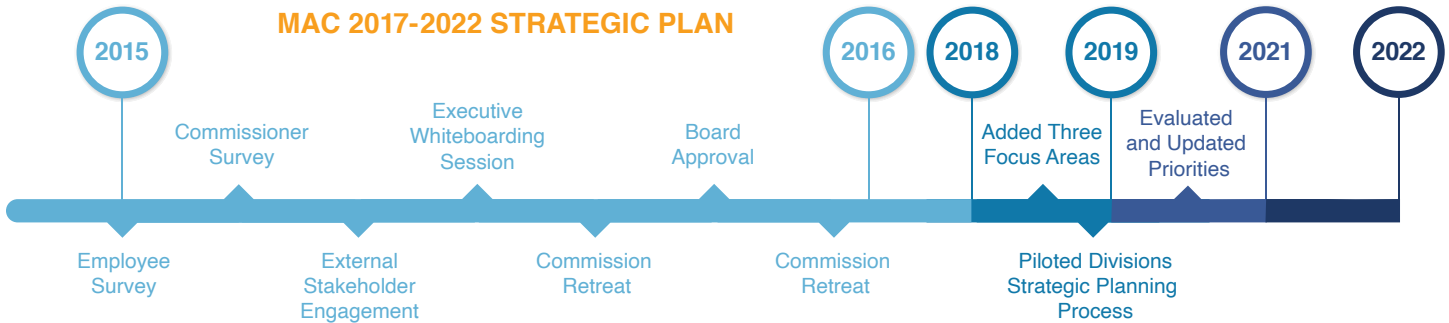 MAC 2017-2022 STRATEGIC PLAN
2015
2016
2018
2019
2021
2022
Commissioner
Survey
Executive
Whiteboarding
Session
Board
Approval
Added Three
Focus Areas
Evaluated
and Updated
Priorities
Employee
Survey
External
Stakeholder
Engagement
Commission
Retreat
Commission
Retreat
Piloted Divisions
Strategic Planning
Process